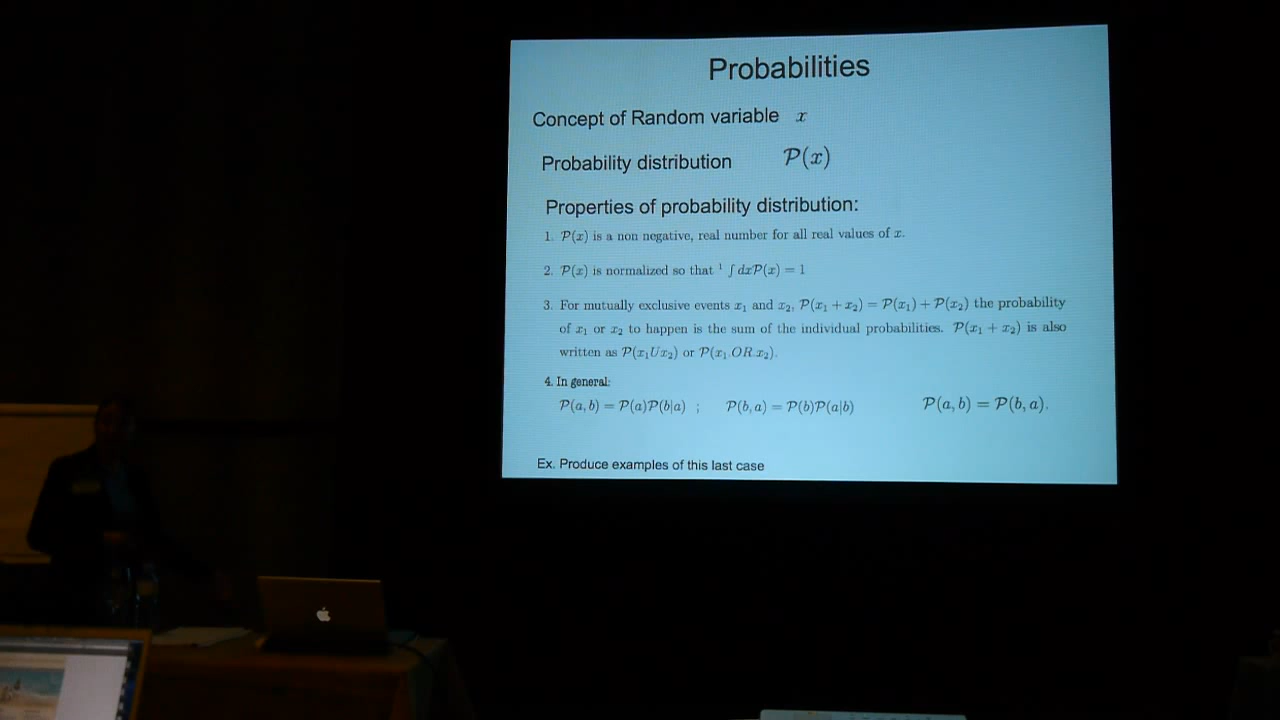 Probabilities
Concept of Random variable x
Probability distribution 𝒫(x)
Properties of probability distribution:
1. 𝒫(x) is a non negative, real number for all real values of x.
2. 𝒫(x) is normalized so that ¹ ∫dx𝒫(x) = 1
3. For mutually exclusive events x₁ and x₂, 𝒫(x₁ + x₂) = 𝒫(x₁) + 𝒫(x₂) the probability
of x₁ or x₂ to happen is the sum of the individual probabilities. 𝒫(x₁ + x₂) is also
written as 𝒫(x₁Ux₂) or 𝒫(x₁.OR.x₂).
4. In general:
𝒫(a, b) = 𝒫(a)𝒫(b|a) ; 𝒫(b, a) = 𝒫(b)𝒫(a|b) 𝒫(a, b) = 𝒫(b, a).
Ex. Produce examples of this last case